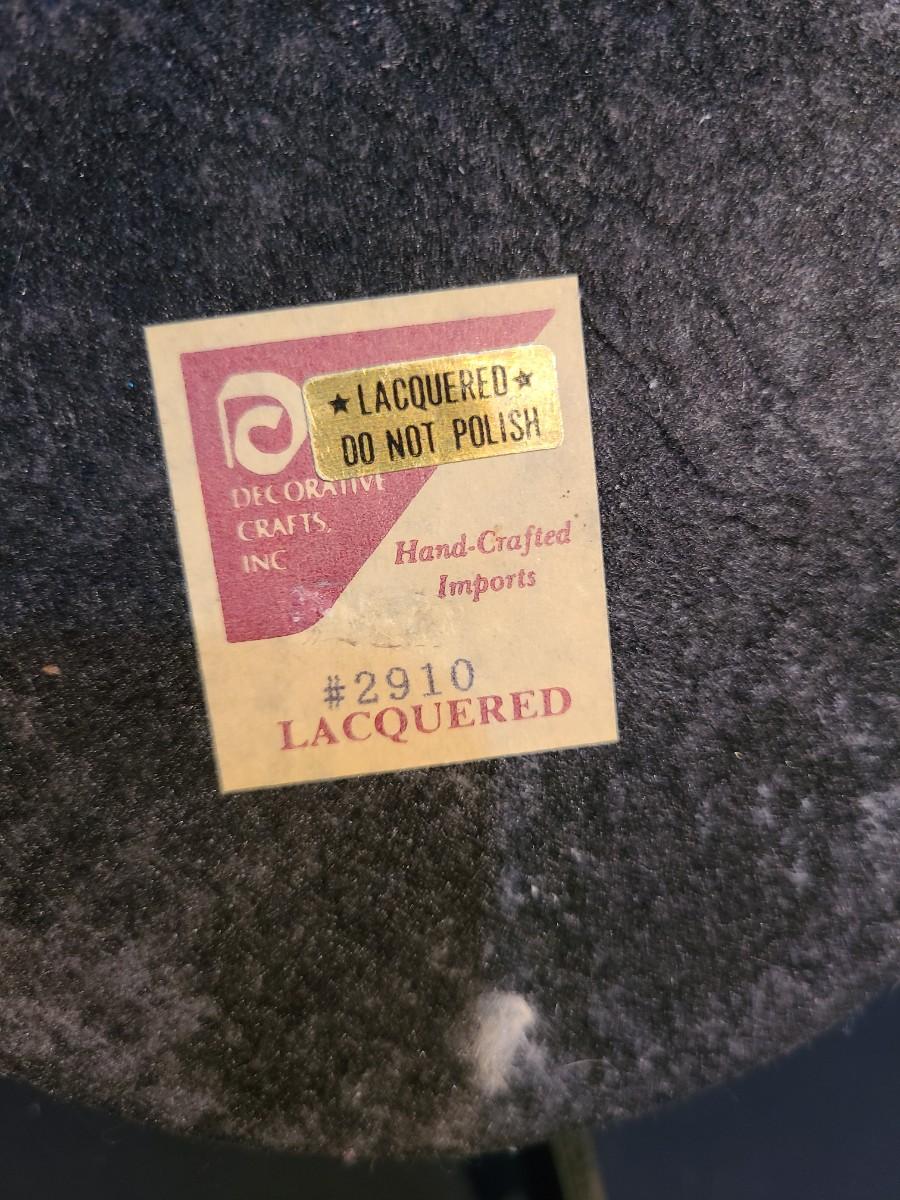 ★LACQUERED★
DO NOT POLISH
DECORATIVE
CRAFTS,
INC
Hand-Crafted
Imports
#2910
LACQUERED